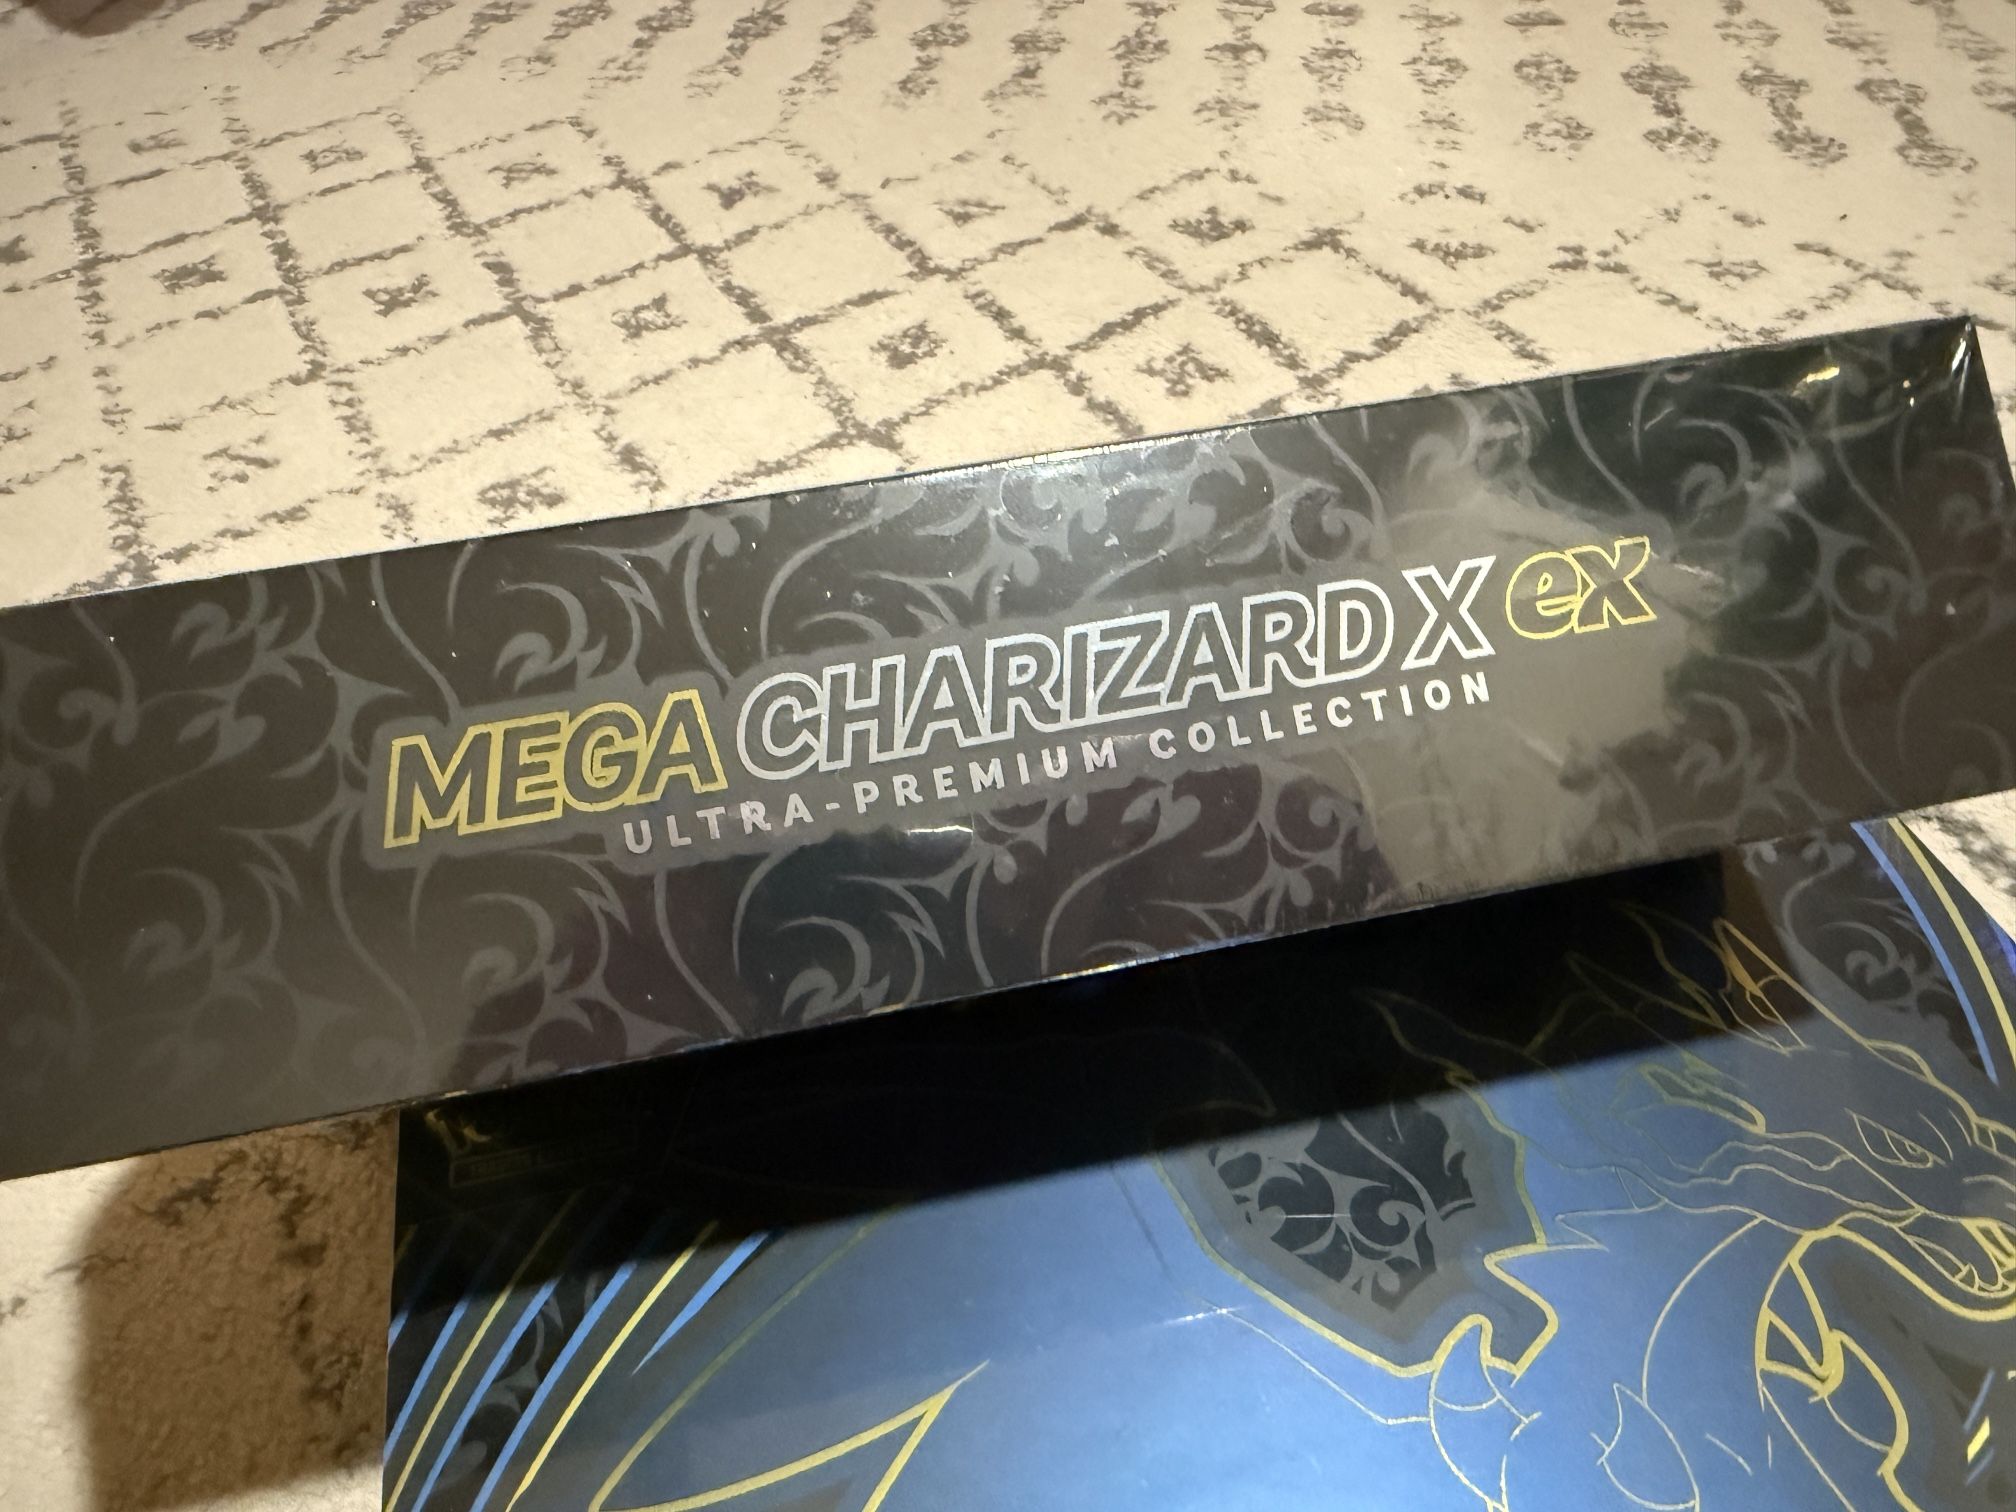 MEGA CHARIZARD X ex
ULTRA-PREMIUM COLLECTION